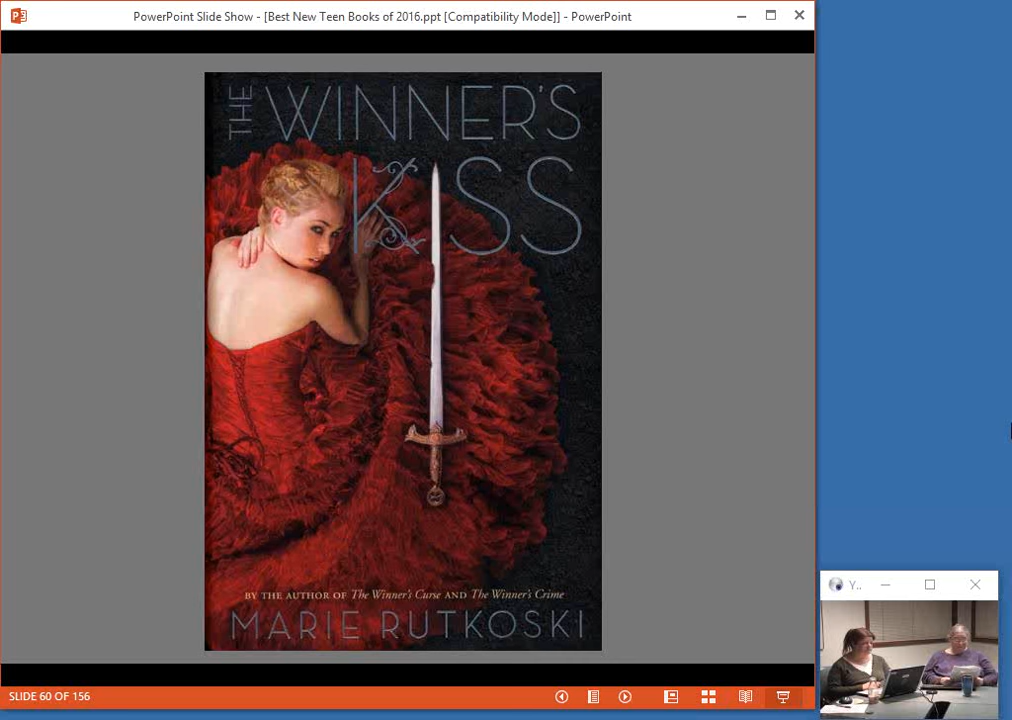 PowerPoint Slide Show - [Best New Teen Books of 2016.ppt [Compatibility Mode]] - PowerPoint
THE WINNER'S
KISS
BY THE AUTHOR OF The Winner's Curse AND The Winner's Crime
MARIE RUTKOSKI
Y..
SLIDE 60 OF 156